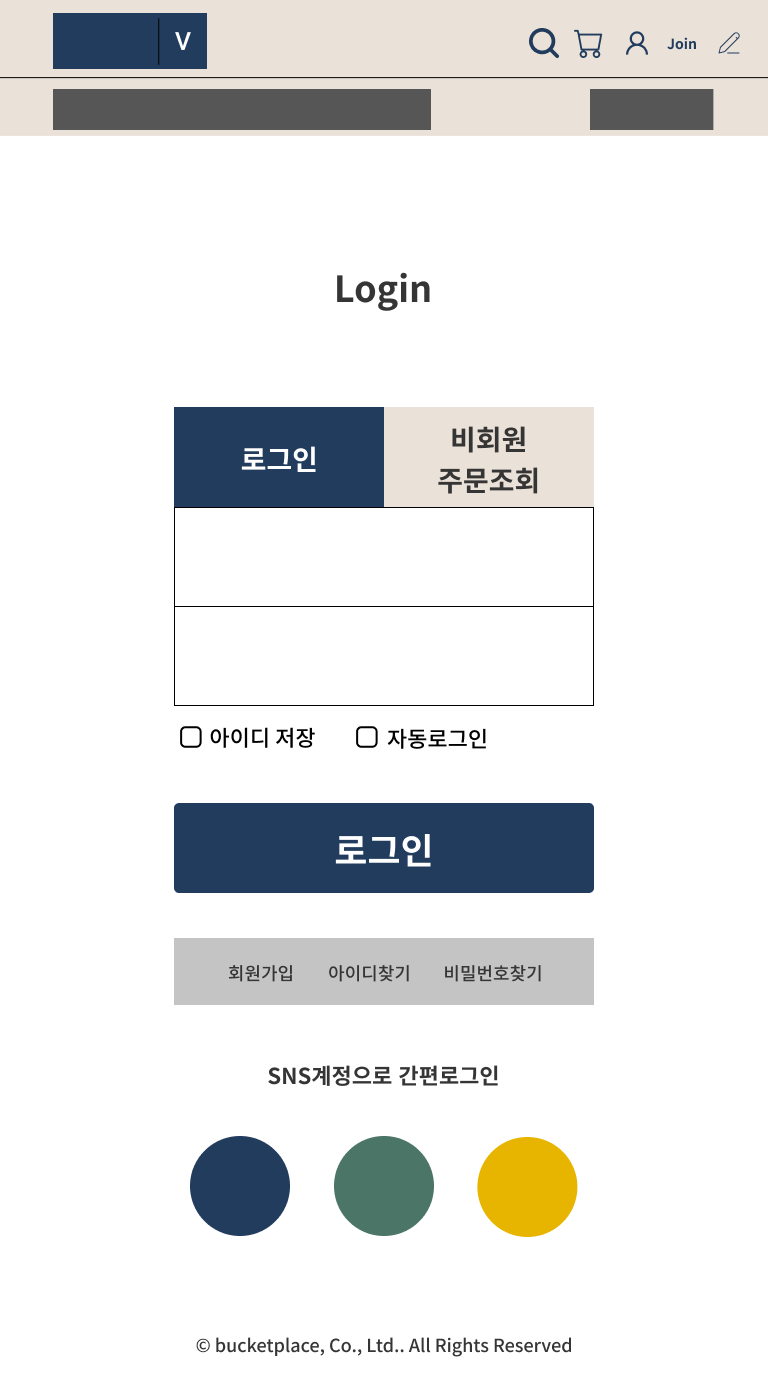 V
Join
Login
로그인
비회원
주문조회
아이디 저장
자동로그인
로그인
회원가입 아이디찾기 비밀번호찾기
SNS계정으로 간편로그인
© bucketplace, Co., Ltd.. All Rights Reserved